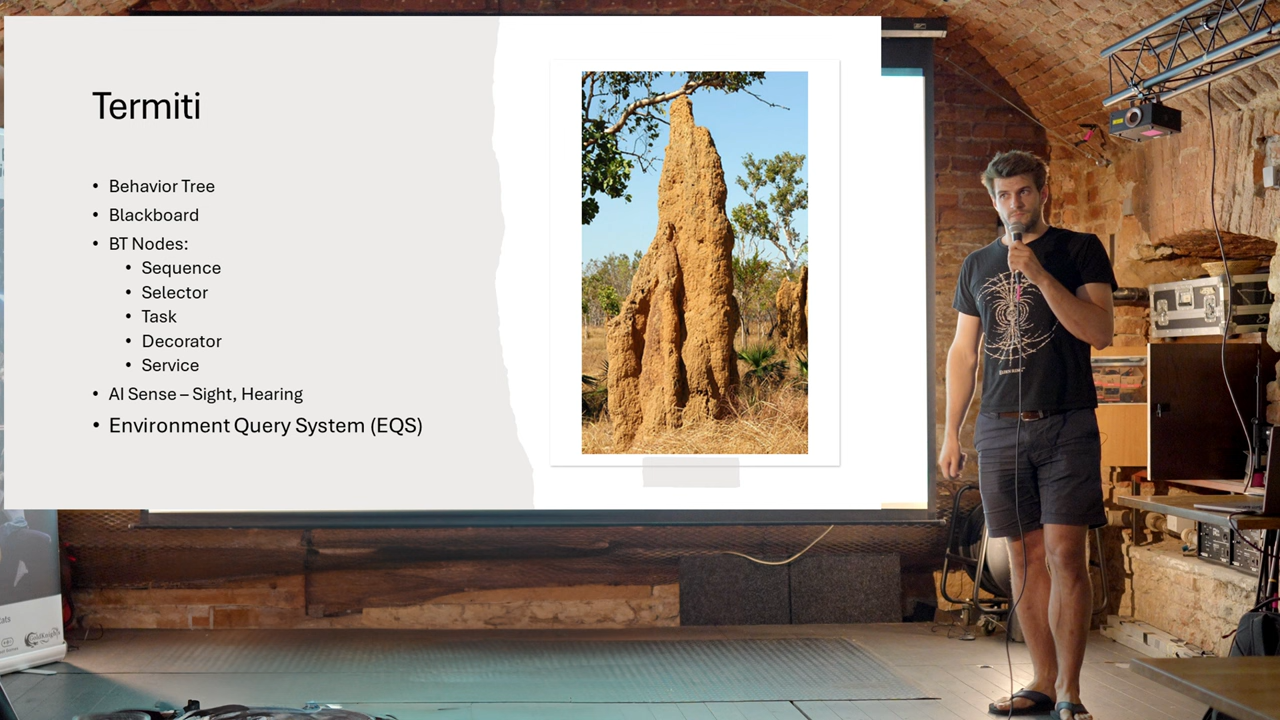 Termiti
• Behavior Tree
• Blackboard
• BT Nodes:
• Sequence
• Selector
• Task
• Decorator
• Service
• AI Sense – Sight, Hearing
• Environment Query System (EQS)